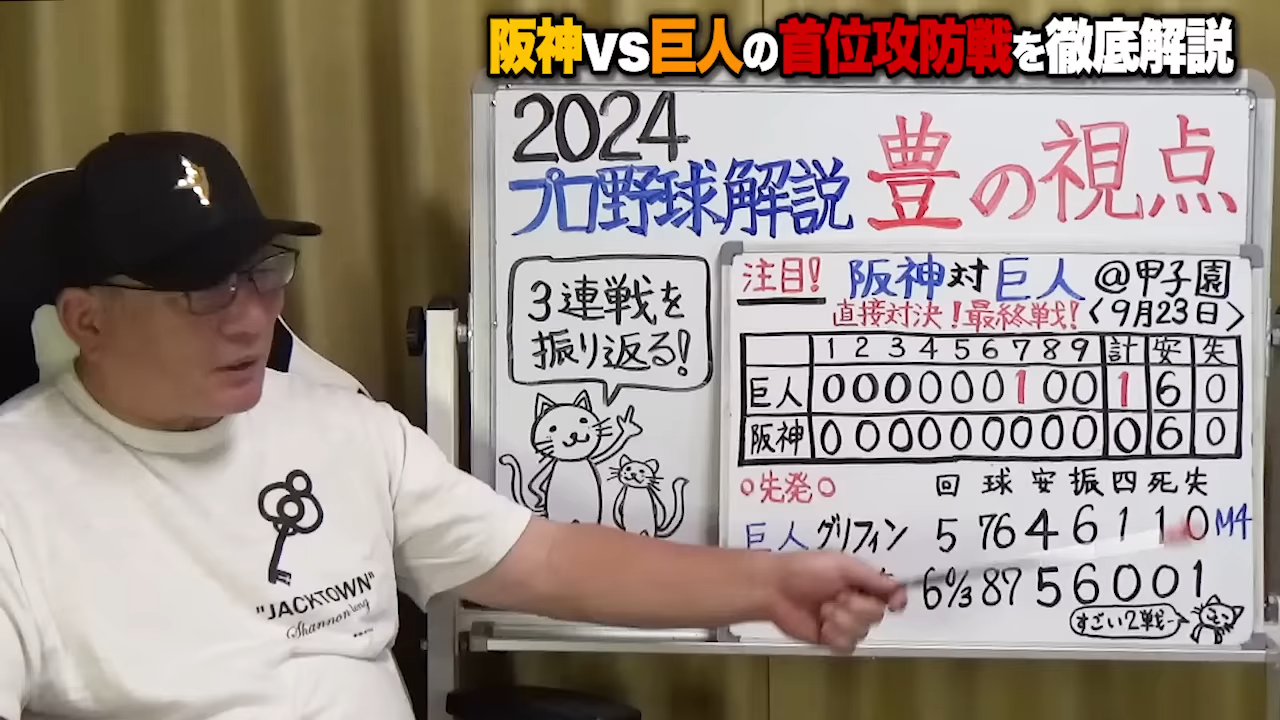 阪神vs巨人の首位攻防戦を徹底解説
2024
プロ野球解説 豊の視点
3連戦を
振り返る!
注目! 阪神対巨人 @甲子園
直接対決!最終戦! <9月23日>
1 2 3 4 5 6 7 8 9 計 安 失
巨人 0 0 0 0 0 0 1 0 0 1 6 0
阪神 0 0 0 0 0 0 0 0 0 0 6 0
○先発○ 回 球 安 振 四 死 失
巨人 グリフィン 5 76 4 6 1 1 0 M4
6 0/3 87 5 6 0 0 1
すごい2戦-
"JACKTOWN"